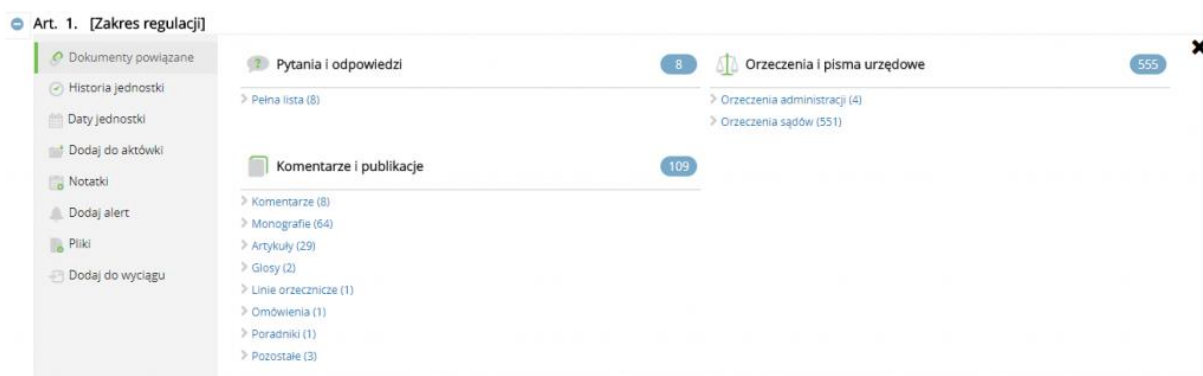 Art. 1. [Zakres regulacji]
Dokumenty powiązane
Historia jednostki
Daty jednostki
Dodaj do aktówki
Notatki
Dodaj alert
Pliki
Dodaj do wyciągu
Pytania i odpowiedzi 8
Pełna lista (8)
Komentarze i publikacje 109
Komentarze (8)
Monografie (64)
Artykuły (29)
Glosy (2)
Linie orzecznicze (1)
Omówienia (1)
Poradniki (1)
Pozostałe (3)
Orzeczenia i pisma urzędowe 555
Orzeczenia administracji (4)
Orzeczenia sądów (551)